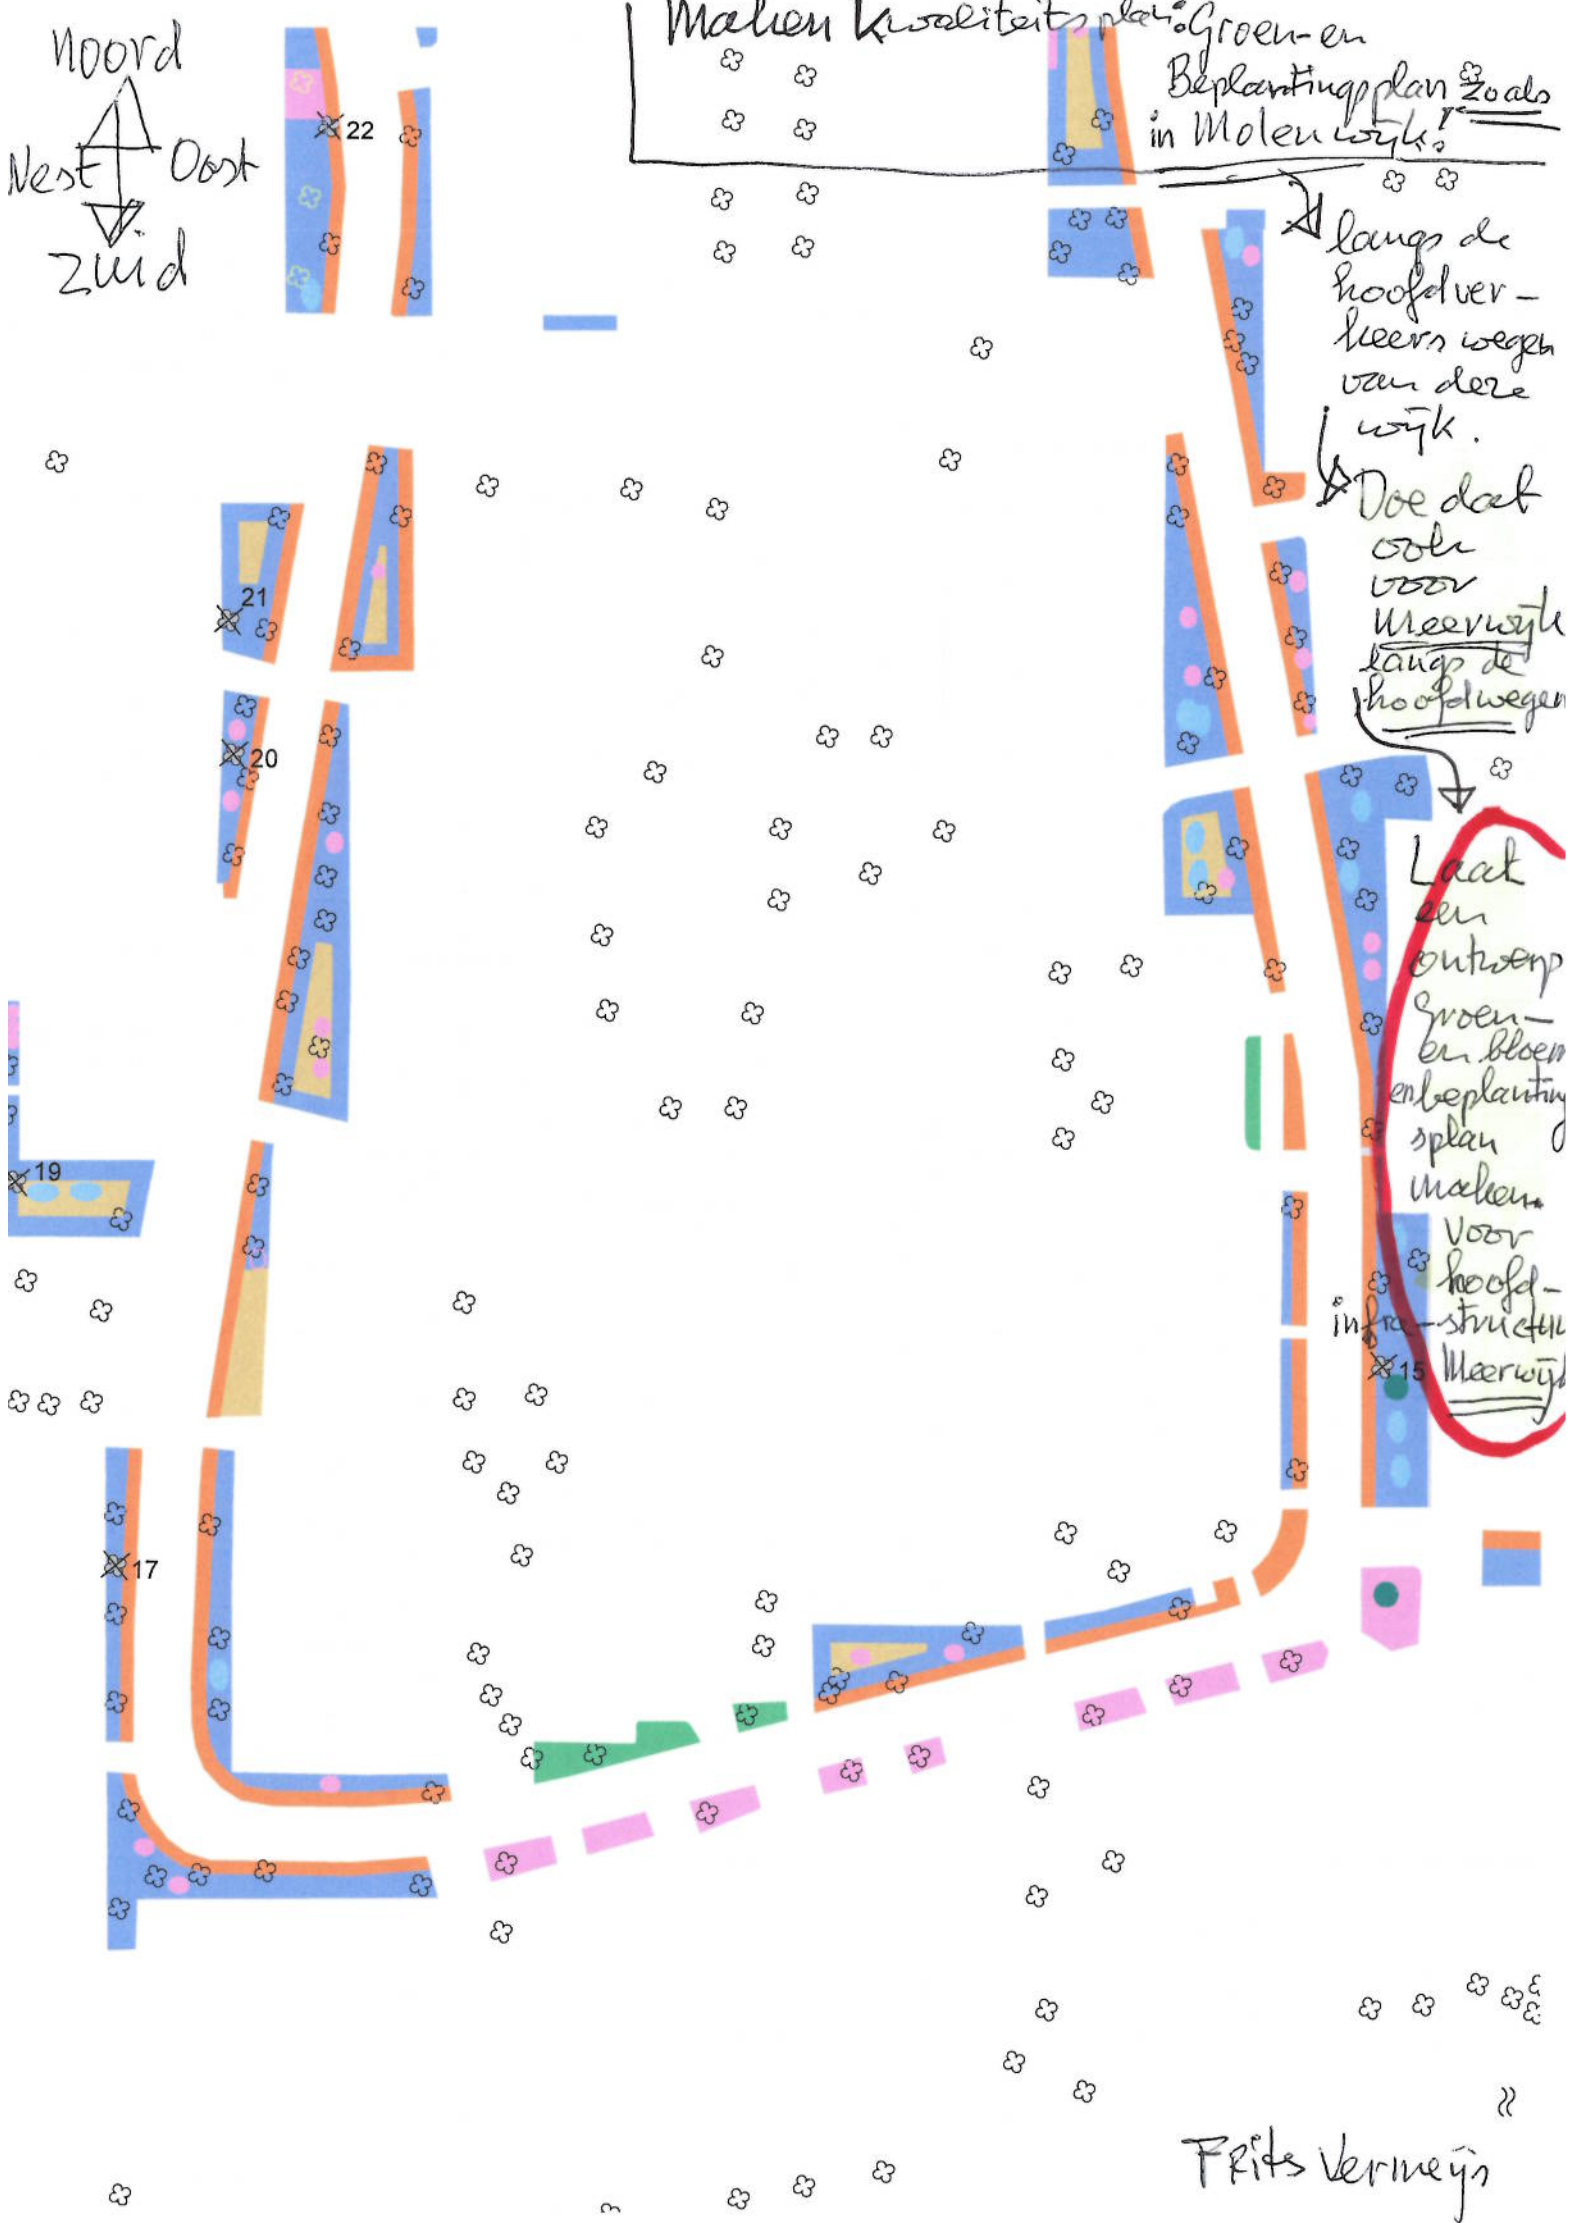 Maken Kwaliteitsplan: Groen- en
Beplantingsplan zoals
in Molenwijk!
Noord
West Oost
Zuid
22
langs de
hoofdver-
keers wegen
van deze
wijk.
Doe dat
ook
voor
Meerwijk
langs de
hoofdwegen
21
20
Laat
een
ontwerp
Groen-
en bloem
enbeplanting
splan
maken
voor
hoofd-
infra-structuu
Meerwijk
19
15
17
Frits Vermeijs